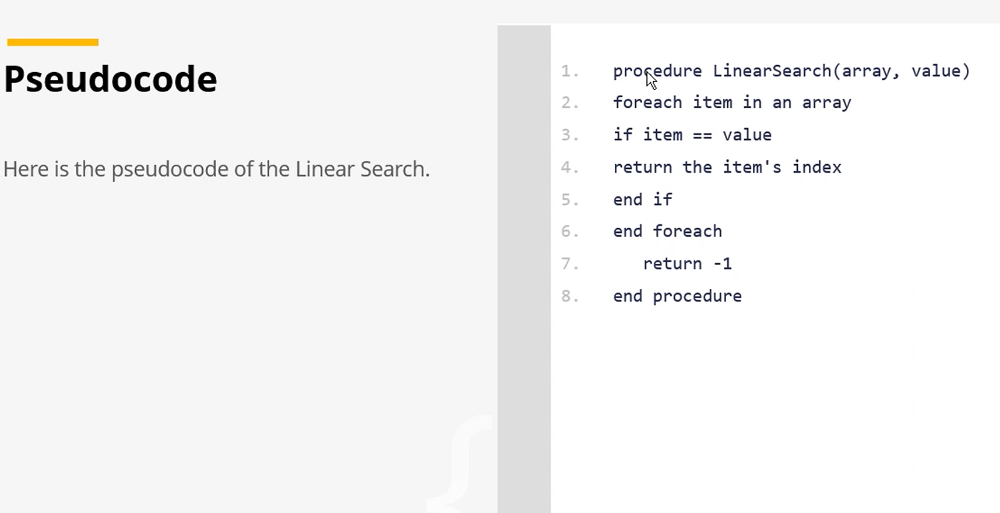 Pseudocode
Here is the pseudocode of the Linear Search.
1. procedure LinearSearch(array, value)
2. foreach item in an array
3. if item == value
4. return the item's index
5. end if
6. end foreach
7. return -1
8. end procedure
{